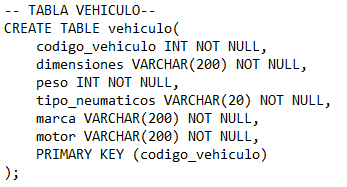 -- TABLA VEHICULO--
CREATE TABLE vehiculo(
    codigo_vehiculo INT NOT NULL,
    dimensiones VARCHAR(200) NOT NULL,
    peso INT NOT NULL,
    tipo_neumaticos VARCHAR(20) NOT NULL,
    marca VARCHAR(200) NOT NULL,
    motor VARCHAR(200) NOT NULL,
    PRIMARY KEY (codigo_vehiculo)
);